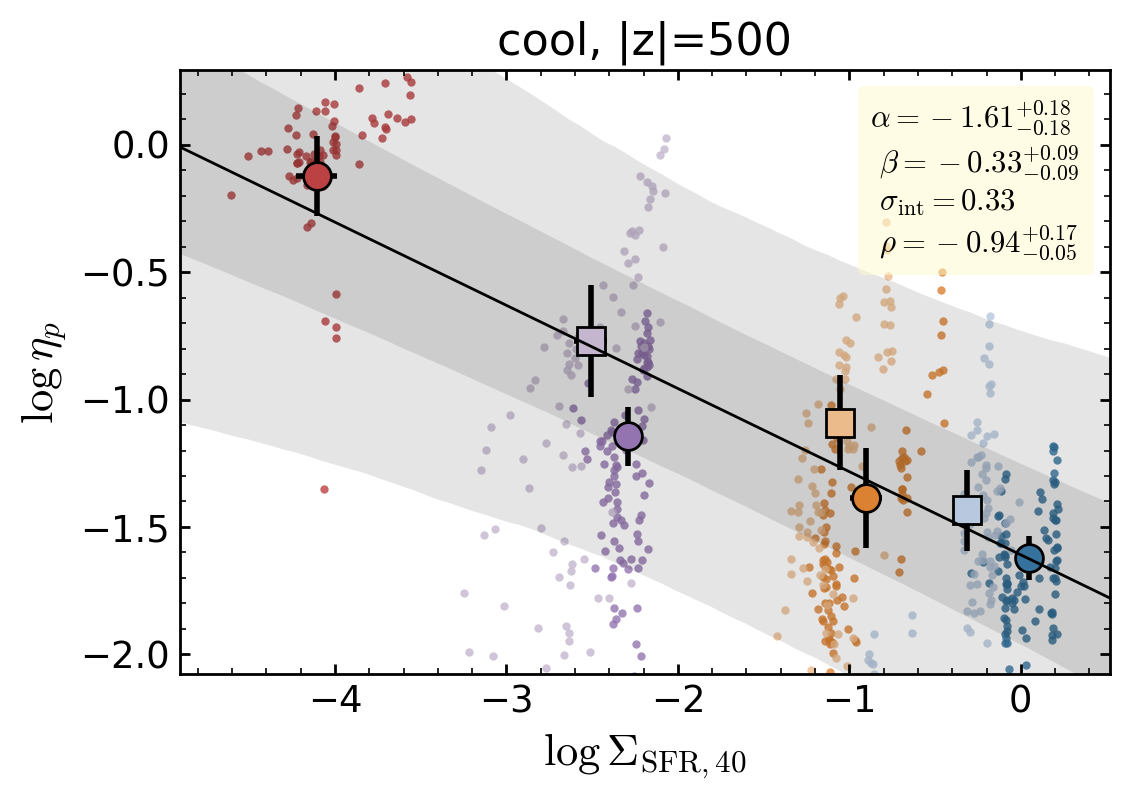 cool, |z|=500
α = −1.61^{+0.18}_{−0.18}
β = −0.33^{+0.09}_{−0.09}
σ_int = 0.33
ρ = −0.94^{+0.17}_{−0.05}
log η_p
0.0
−0.5
−1.0
−1.5
−2.0
−4 −3 −2 −1 0
log Σ_{SFR, 40}